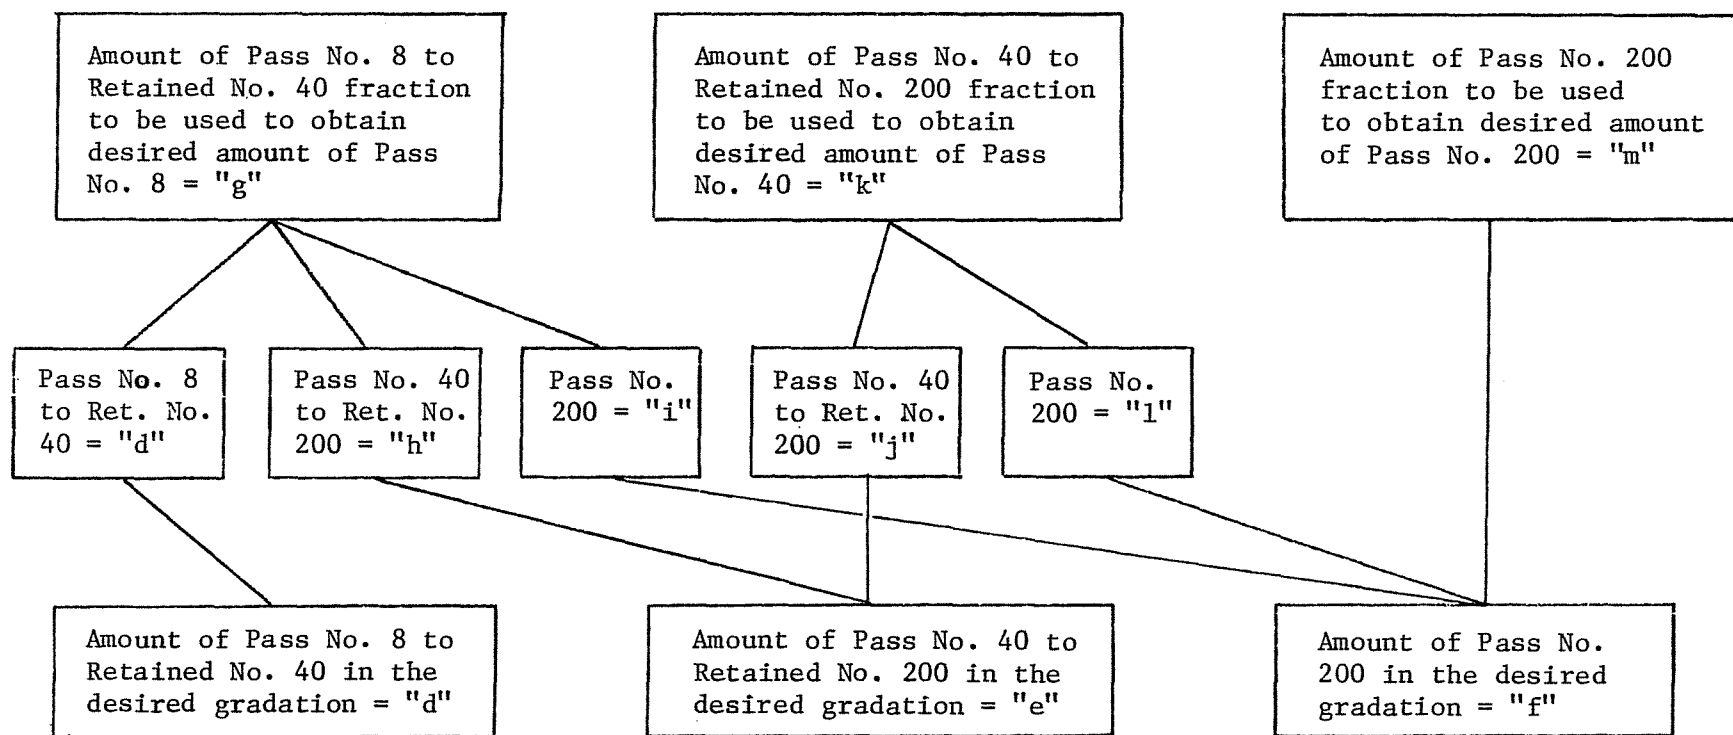 Amount of Pass No. 8 to
Retained No. 40 fraction
to be used to obtain
desired amount of Pass
No. 8 = "g"
Amount of Pass No. 40 to
Retained No. 200 fraction
to be used to obtain
desired amount of Pass
No. 40 = "k"
Amount of Pass No. 200
fraction to be used
to obtain desired amount
of Pass No. 200 = "m"
Pass No. 8
to Ret. No.
40 = "d"
Pass No. 40
to Ret. No.
200 = "h"
Pass No.
200 = "i"
Pass No. 40
to Ret. No.
200 = "j"
Pass No.
200 = "l"
Amount of Pass No. 8 to
Retained No. 40 in the
desired gradation = "d"
Amount of Pass No. 40 to
Retained No. 200 in the
desired gradation = "e"
Amount of Pass No.
200 in the desired
gradation = "f"